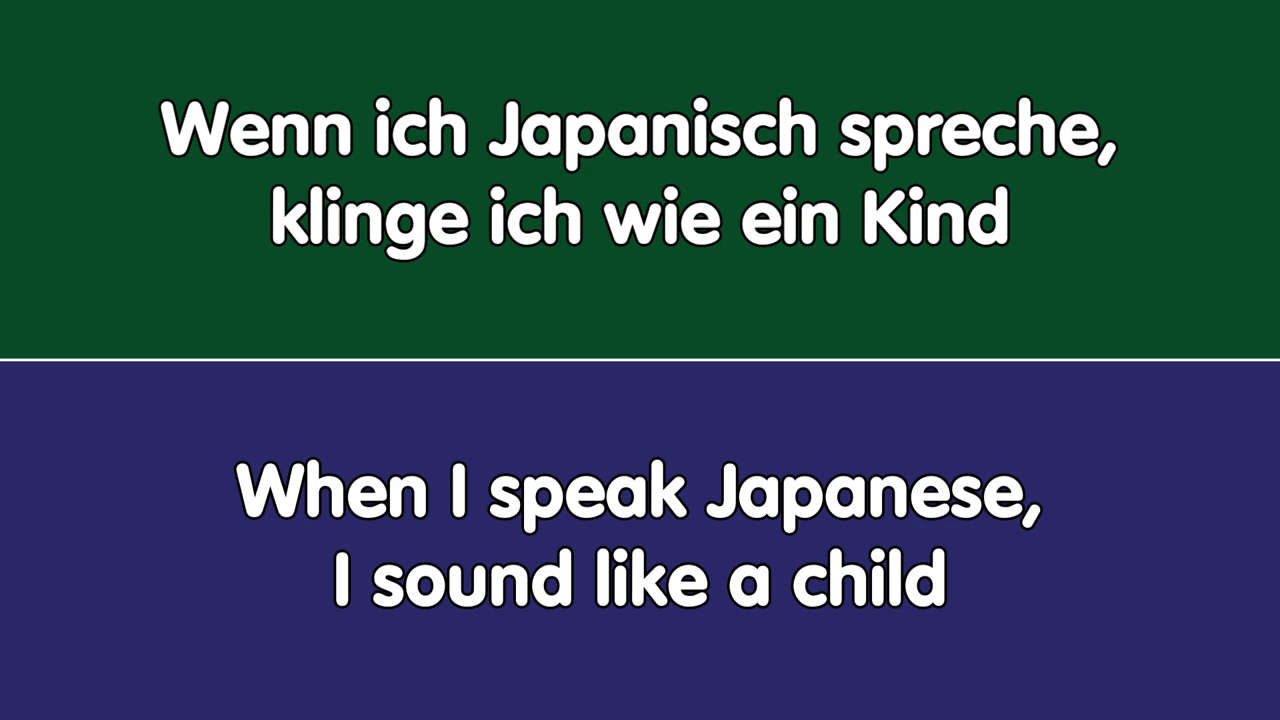 Wenn ich Japanisch spreche,
klinge ich wie ein Kind
When I speak Japanese,
I sound like a child